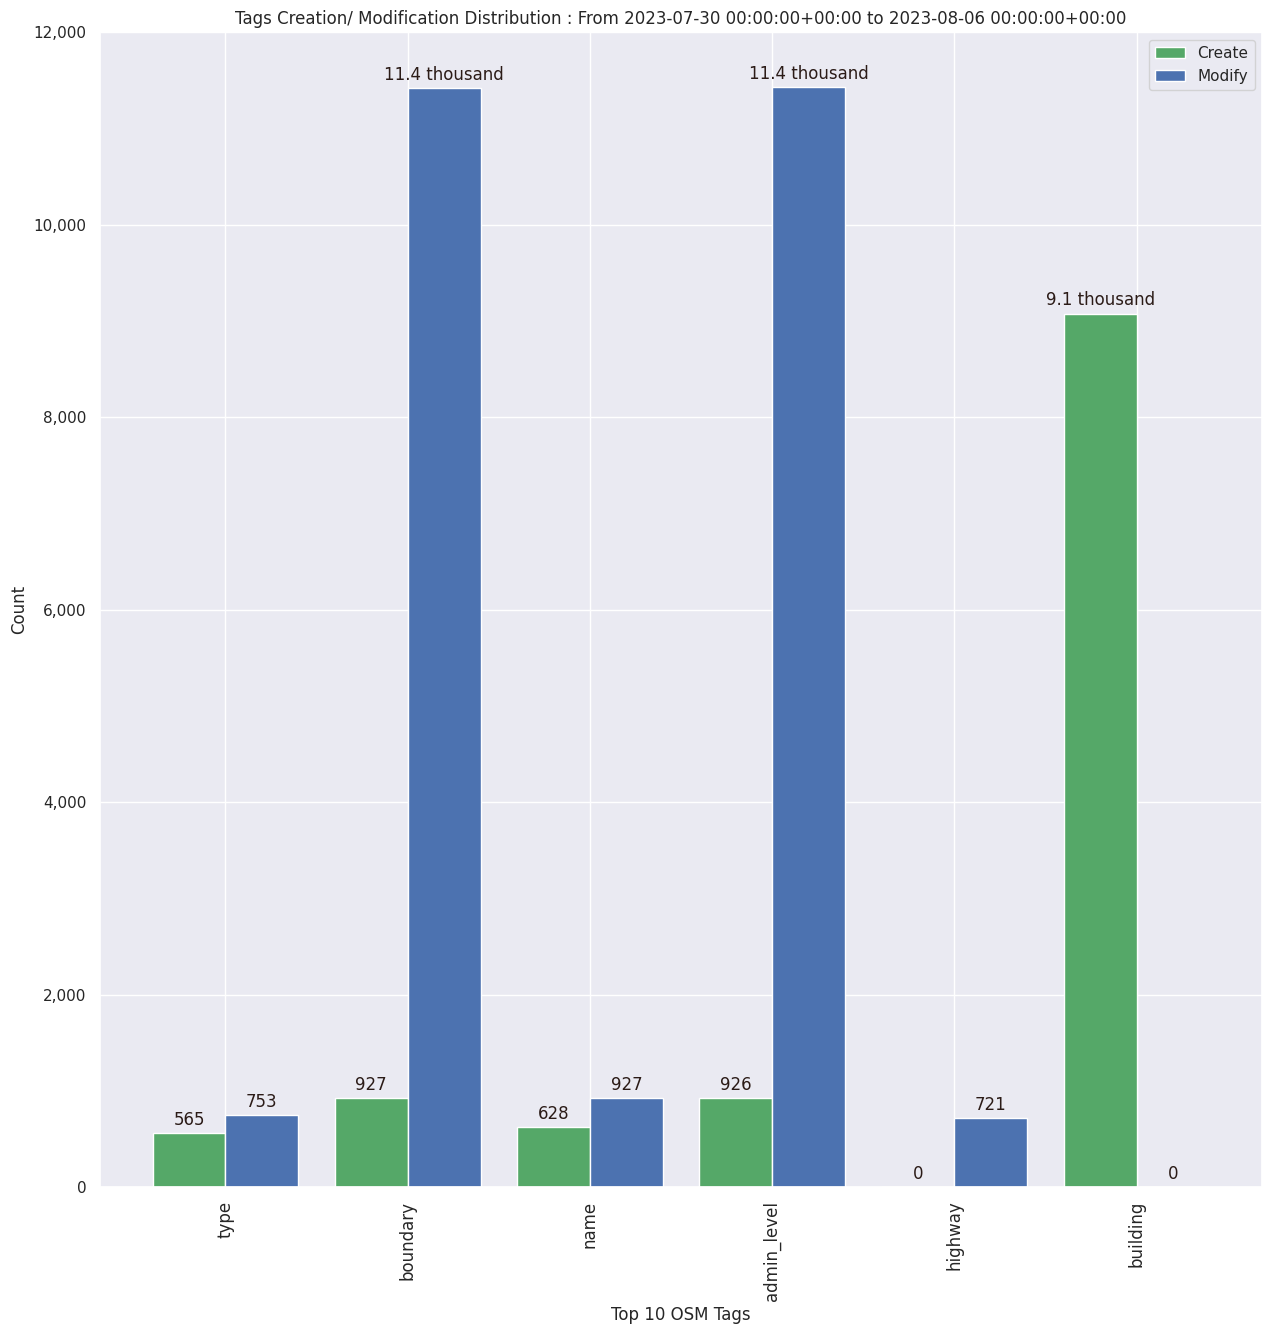 Tags Creation/ Modification Distribution : From 2023-07-30 00:00:00+00:00 to 2023-08-06 00:00:00+00:00
Create
Modify
12,000
10,000
8,000
6,000
4,000
2,000
0
Count
565
753
927
11.4 thousand
628
927
926
11.4 thousand
0
721
9.1 thousand
0
type
boundary
name
admin_level
highway
building
Top 10 OSM Tags